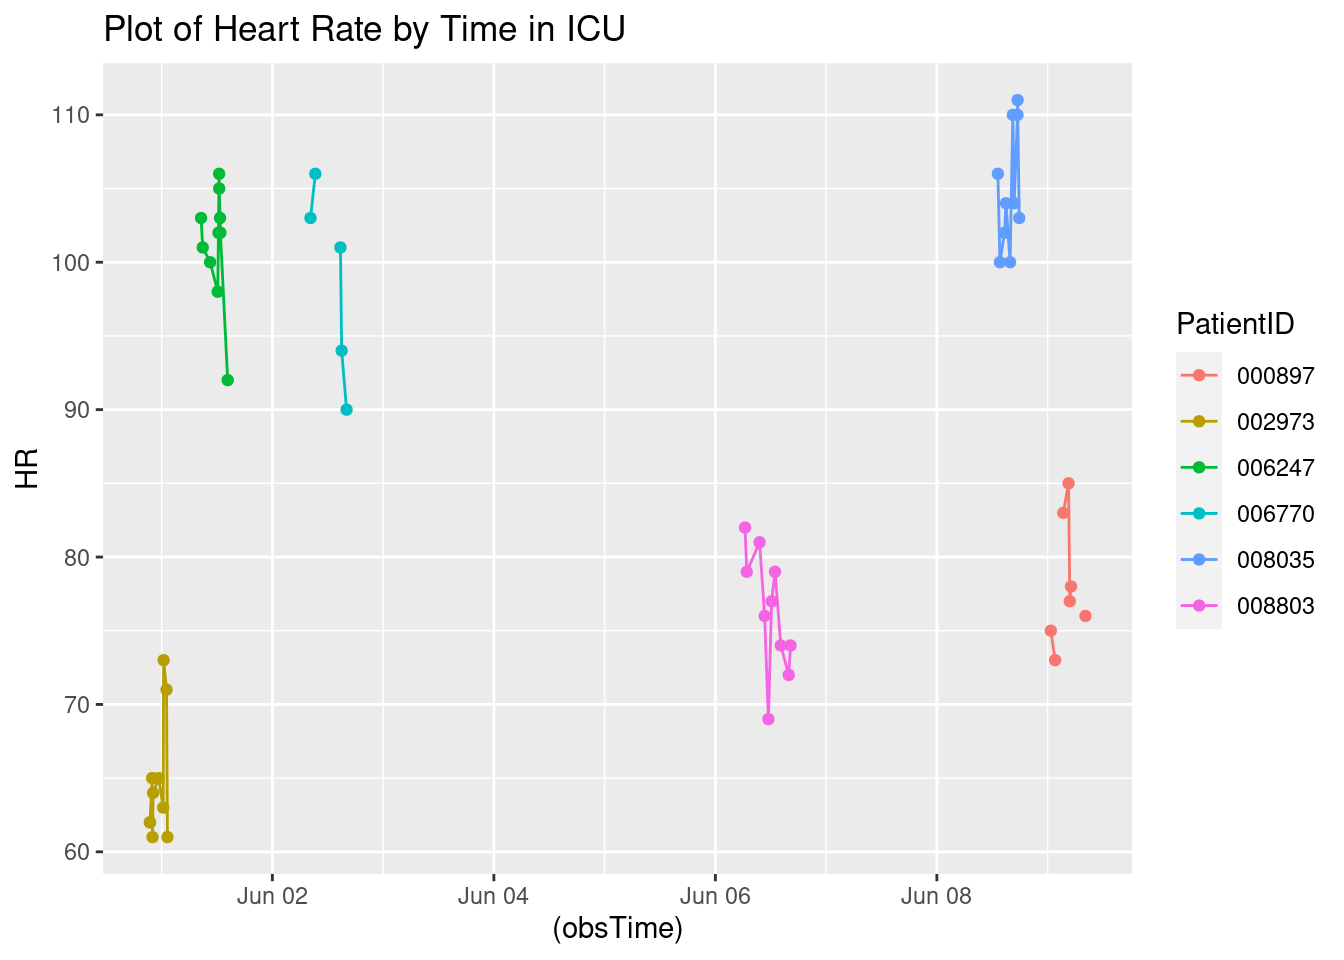 Plot of Heart Rate by Time in ICU
110
100
90
80
70
60
HR
Jun 02
Jun 04
Jun 06
Jun 08
(obsTime)
PatientID
000897
002973
006247
006770
008035
008803